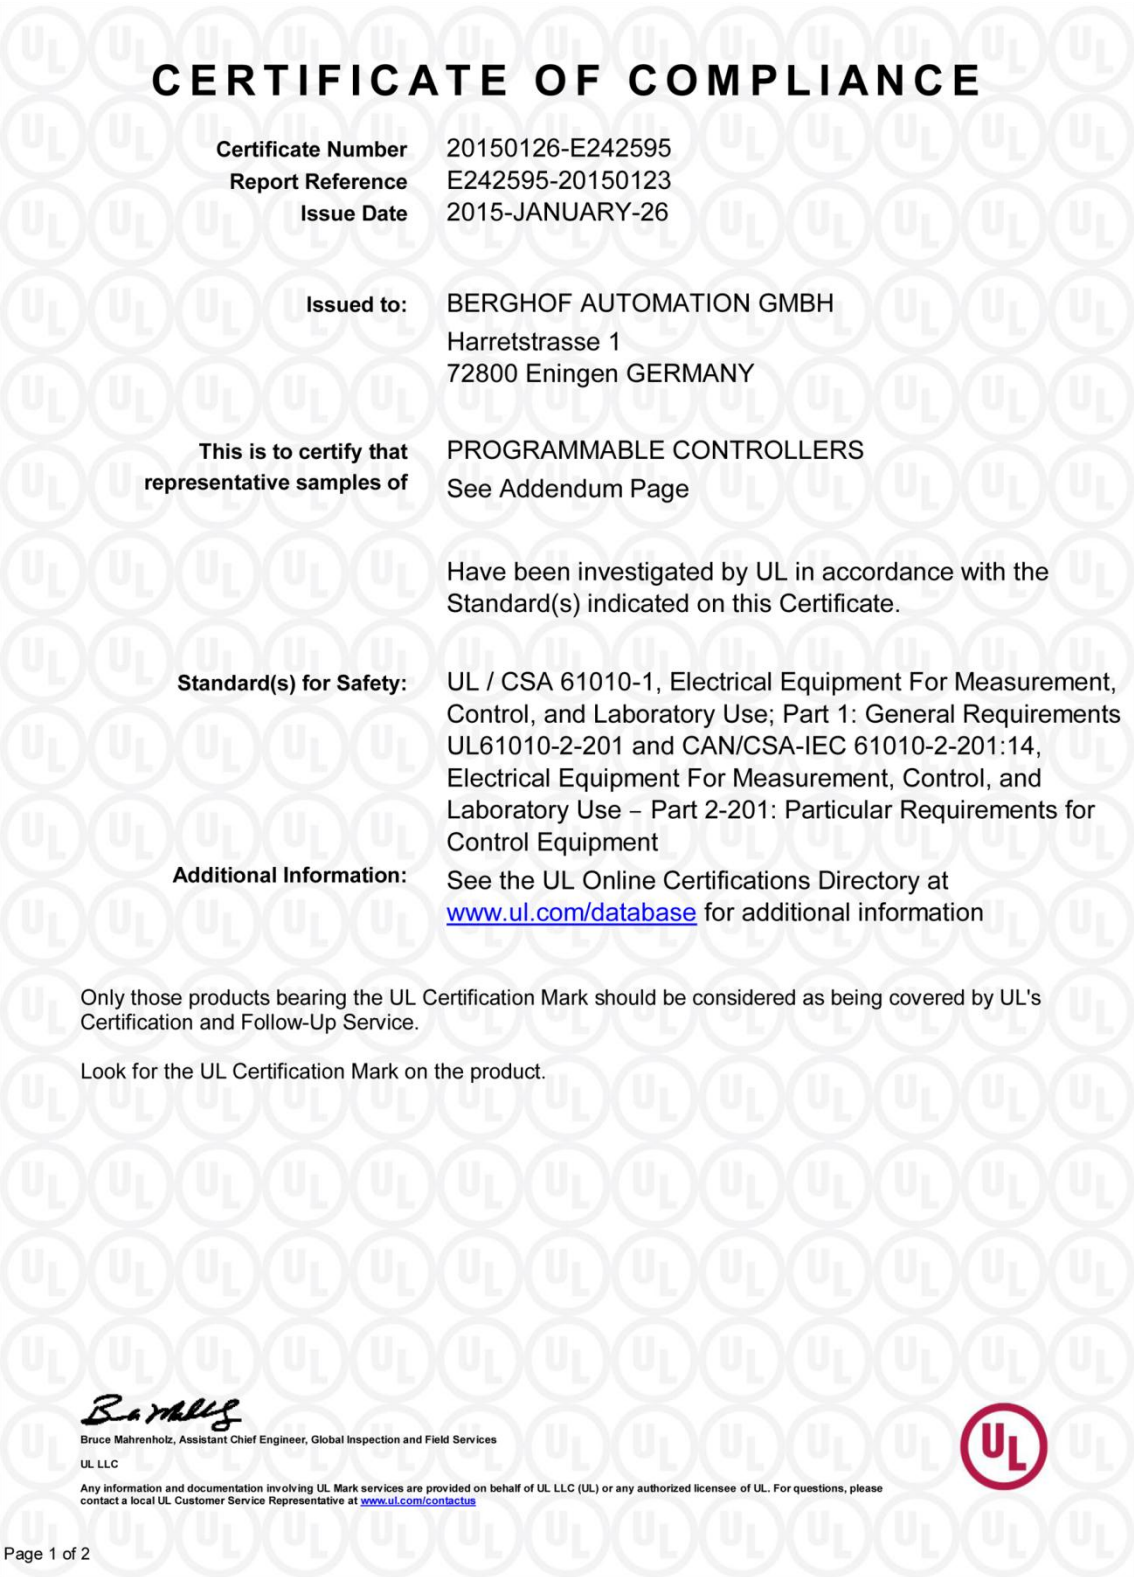 CERTIFICATE OF COMPLIANCE
Certificate Number 20150126-E242595
Report Reference E242595-20150123
Issue Date 2015-JANUARY-26
Issued to: BERGHOF AUTOMATION GMBH
Harretstrasse 1
72800 Eningen GERMANY
This is to certify that PROGRAMMABLE CONTROLLERS
representative samples of See Addendum Page
Have been investigated by UL in accordance with the
Standard(s) indicated on this Certificate.
Standard(s) for Safety: UL / CSA 61010-1, Electrical Equipment For Measurement,
Control, and Laboratory Use; Part 1: General Requirements
UL61010-2-201 and CAN/CSA-IEC 61010-2-201:14,
Electrical Equipment For Measurement, Control, and
Laboratory Use – Part 2-201: Particular Requirements for
Control Equipment
Additional Information: See the UL Online Certifications Directory at
www.ul.com/database for additional information
Only those products bearing the UL Certification Mark should be considered as being covered by UL's
Certification and Follow-Up Service.
Look for the UL Certification Mark on the product.
Bruce Mahrenholz, Assistant Chief Engineer, Global Inspection and Field Services
UL LLC
Any information and documentation involving UL Mark services are provided on behalf of UL LLC (UL) or any authorized licensee of UL. For questions, please
contact a local UL Customer Service Representative at www.ul.com/contactus
UL
Page 1 of 2